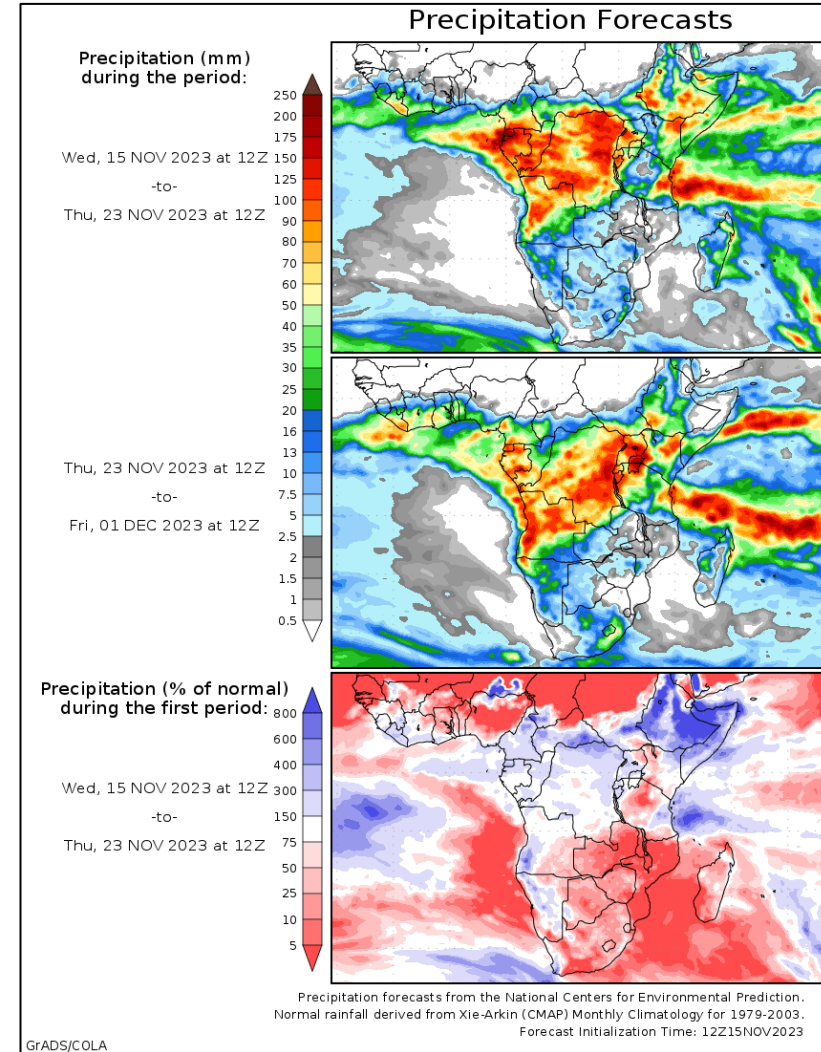 Precipitation Forecasts
Precipitation (mm)
during the period:
Wed, 15 NOV 2023 at 12Z
-to-
Thu, 23 NOV 2023 at 12Z
250
200
175
150
125
100
90
80
70
60
50
40
35
30
25
20
16
13
10
7.5
5
2.5
2
1.5
1
0.5
Thu, 23 NOV 2023 at 12Z
-to-
Fri, 01 DEC 2023 at 12Z
Precipitation (% of normal)
during the first period:
Wed, 15 NOV 2023 at 12Z
-to-
Thu, 23 NOV 2023 at 12Z
800
600
400
300
150
75
50
25
10
5
Precipitation forecasts from the National Centers for Environmental Prediction.
Normal rainfall derived from Xie-Arkin (CMAP) Monthly Climatology for 1979-2003.
Forecast Initialization Time: 12Z15NOV2023
GrADS/COLA